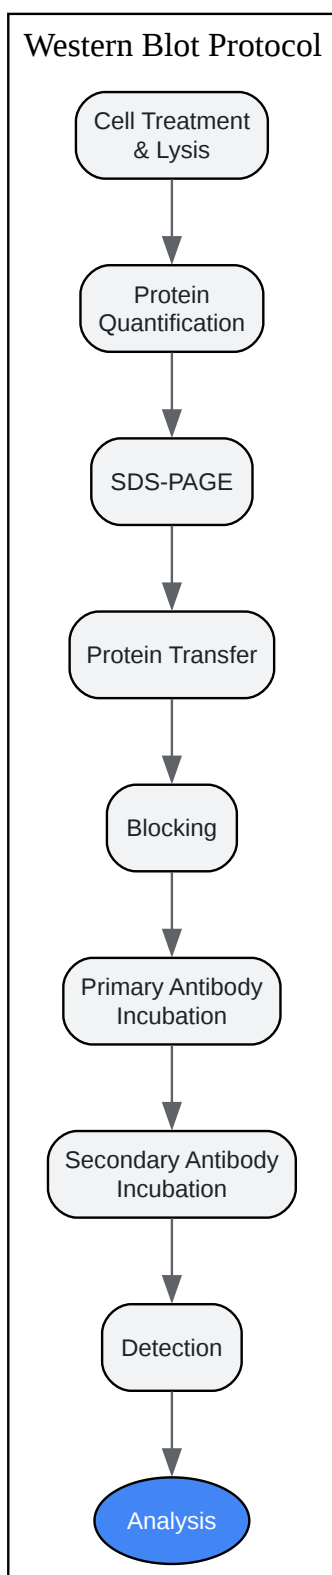 Western Blot Protocol
Cell Treatment
& Lysis
Protein
Quantification
SDS-PAGE
Protein Transfer
Blocking
Primary Antibody
Incubation
Secondary Antibody
Incubation
Detection
Analysis